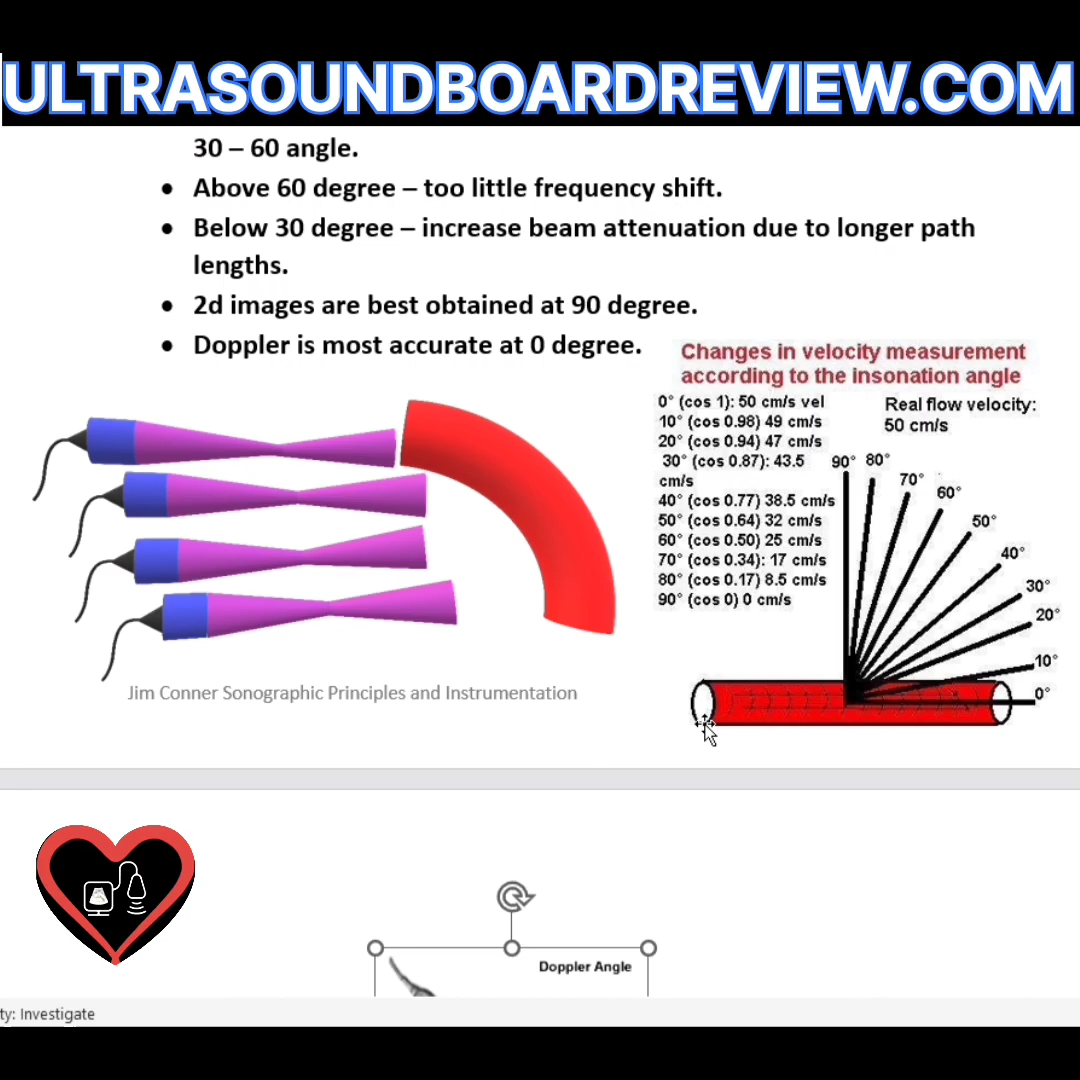 ULTRASOUNDBOARDREVIEW.COM
30 – 60 angle.
• Above 60 degree – too little frequency shift.
• Below 30 degree – increase beam attenuation due to longer path
lengths.
• 2d images are best obtained at 90 degree.
• Doppler is most accurate at 0 degree.
Changes in velocity measurement
according to the insonation angle
0° (cos 1): 50 cm/s vel
10° (cos 0.98) 49 cm/s
20° (cos 0.94) 47 cm/s
30° (cos 0.87): 43.5
cm/s
40° (cos 0.77) 38.5 cm/s
50° (cos 0.64) 32 cm/s
60° (cos 0.50) 25 cm/s
70° (cos 0.34): 17 cm/s
80° (cos 0.17) 8.5 cm/s
90° (cos 0) 0 cm/s
Real flow velocity:
50 cm/s
90°
80°
70°
60°
50°
40°
30°
20°
10°
0°
Jim Conner Sonographic Principles and Instrumentation
Doppler Angle
ty: Investigate